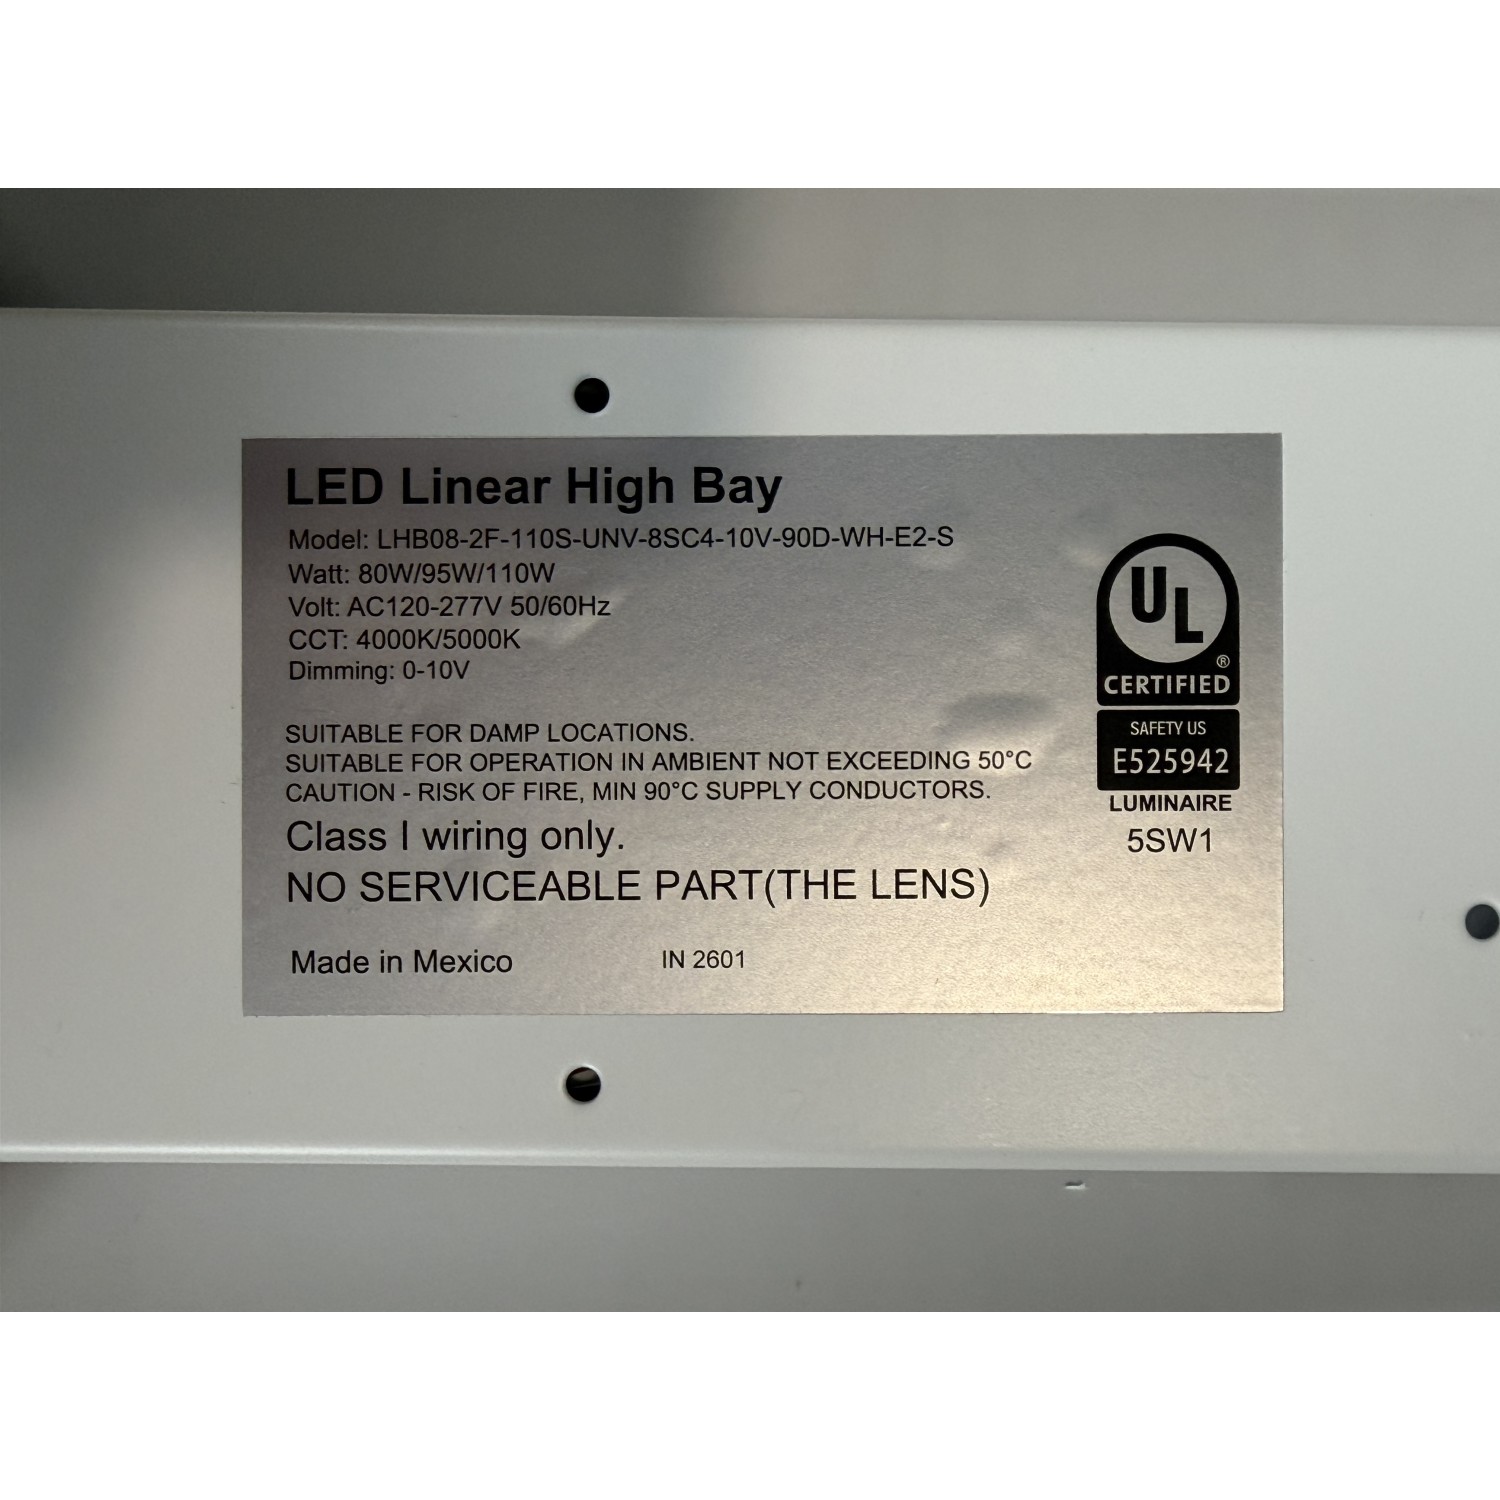 LED Linear High Bay
Model: LHB08-2F-110S-UNV-8SC4-10V-90D-WH-E2-S
Watt: 80W/95W/110W
Volt: AC120-277V 50/60Hz
CCT: 4000K/5000K
Dimming: 0-10V
SUITABLE FOR DAMP LOCATIONS.
SUITABLE FOR OPERATION IN AMBIENT NOT EXCEEDING 50°C
CAUTION - RISK OF FIRE, MIN 90°C SUPPLY CONDUCTORS.
Class I wiring only.
NO SERVICEABLE PART(THE LENS)
Made in Mexico IN 2601
UL ®
CERTIFIED
SAFETY US
E525942
LUMINAIRE
5SW1